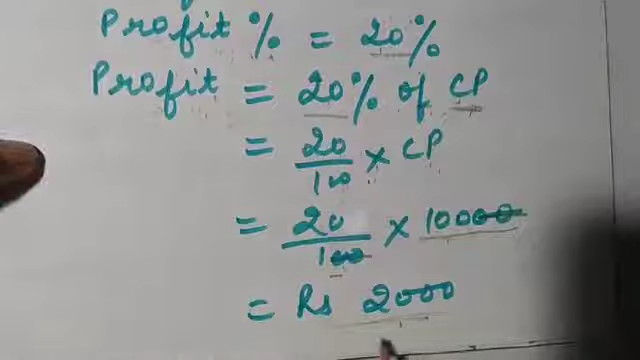 Profit % = 20%
Profit = 20% of CP
= 20/100 × CP
= 20/100 × 10000
= Rs 2000